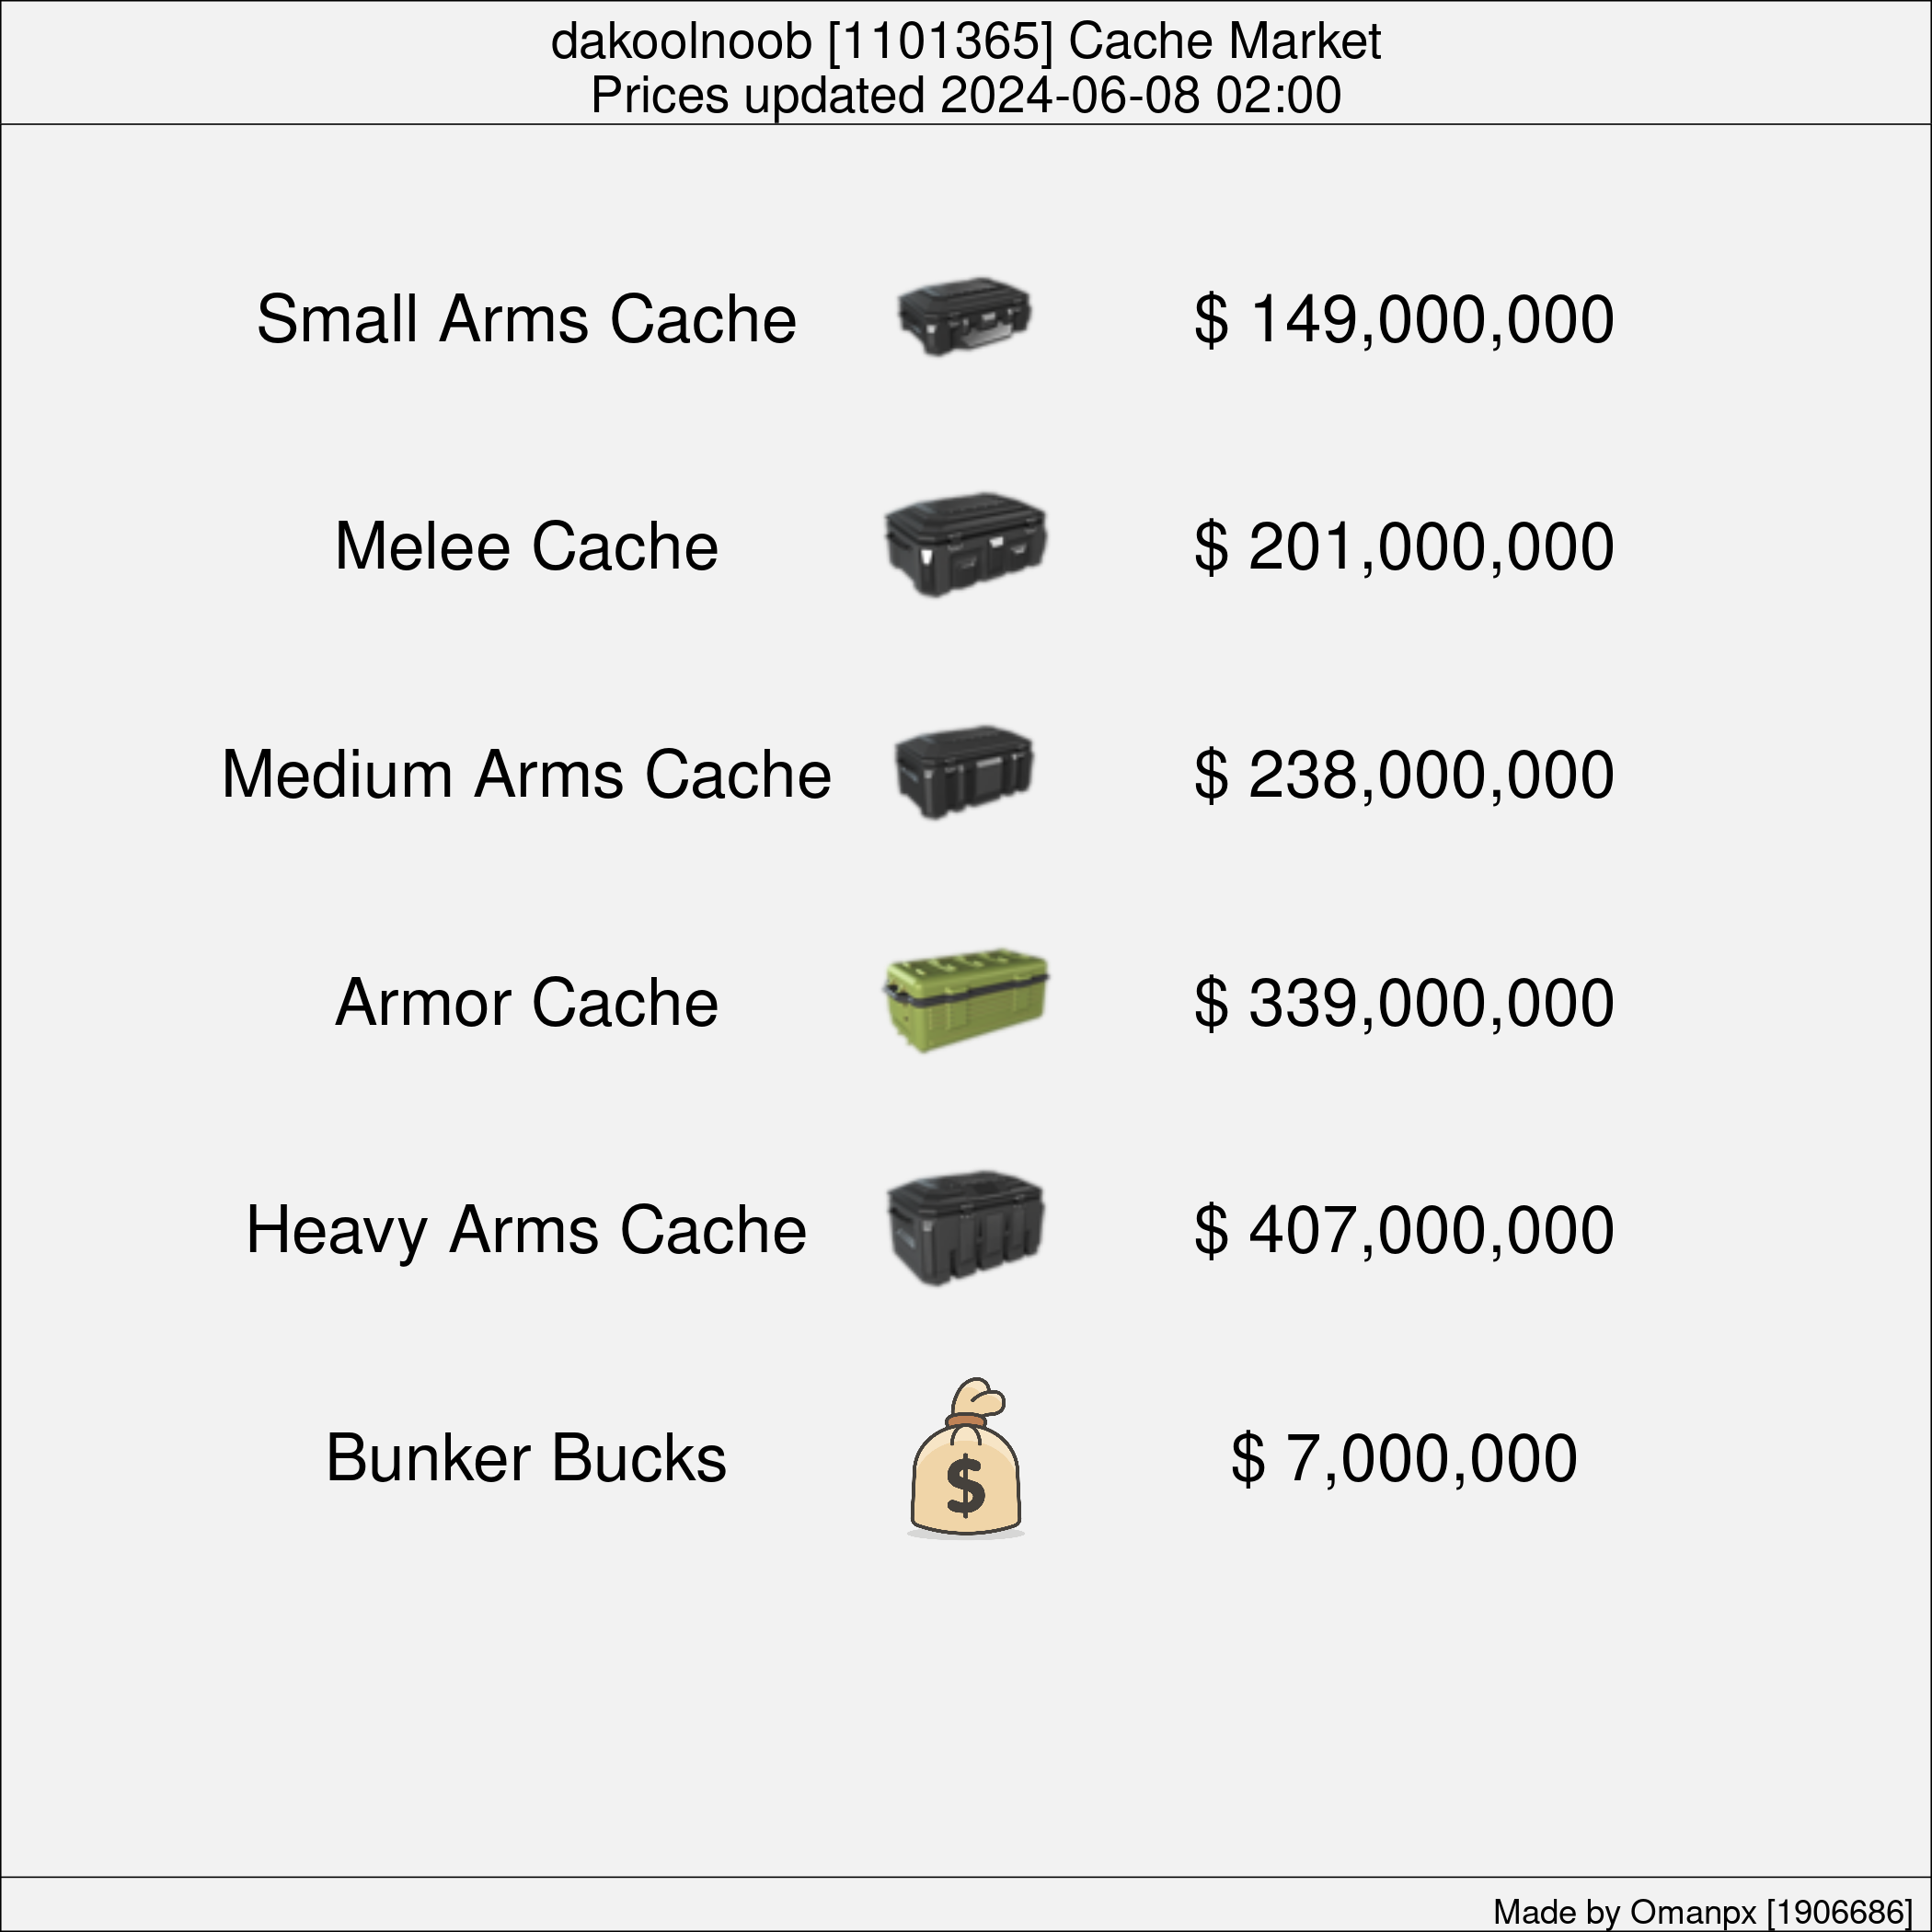 dakoolnoob [1101365] Cache Market
Prices updated 2024-06-08 02:00
Small Arms Cache $ 149,000,000
Melee Cache $ 201,000,000
Medium Arms Cache $ 238,000,000
Armor Cache $ 339,000,000
Heavy Arms Cache $ 407,000,000
Bunker Bucks $ $ 7,000,000
Made by Omanpx [1906686]